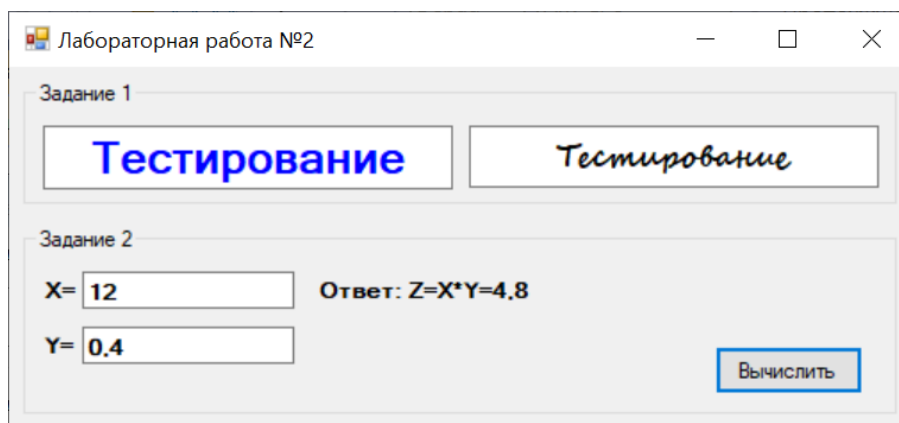 Лабораторная работа №2
Задание 1
Тестирование Тестирование
Задание 2
X= 12 Ответ: Z=X*Y=4.8
Y= 0.4
Вычислить